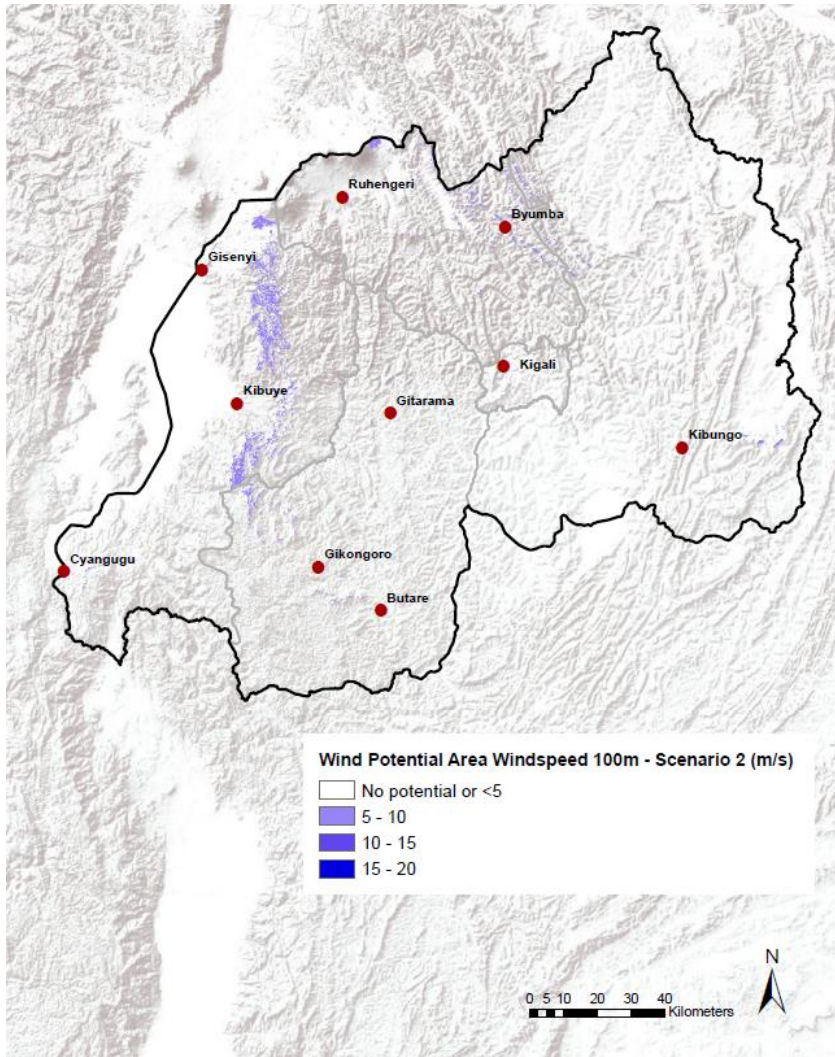 Ruhengeri
Byumba
Gisenyi
Kigali
Kibuye
Gitarama
Kibungo
Gikongoro
Cyangugu
Butare
Wind Potential Area Windspeed 100m - Scenario 2 (m/s)
No potential or <5
5 - 10
10 - 15
15 - 20
N
0 5 10 20 30 40
Kilometers